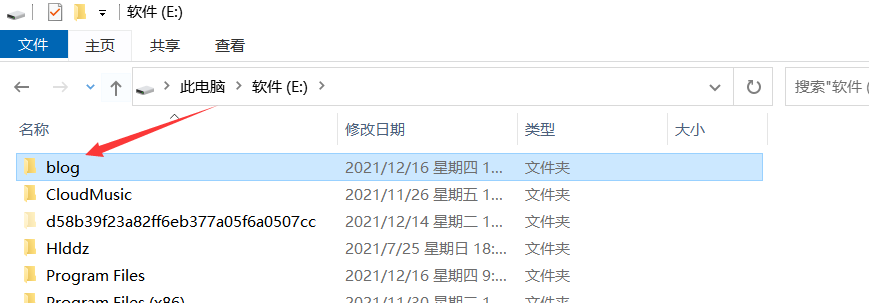 软件 (E:)
文件 主页 共享 查看
此电脑 软件 (E:) 搜索"软件 (
名称 修改日期 类型 大小
blog 2021/12/16 星期四 1... 文件夹
CloudMusic 2021/11/26 星期五 1... 文件夹
d58b39f23a82ff6eb377a05f6a0507cc 2021/12/14 星期二 1... 文件夹
Hlddz 2021/7/25 星期日 18:... 文件夹
Program Files 2021/12/16 星期四 9:... 文件夹
Program Files (x86) 2021/11/30 星期二 1... 文件夹